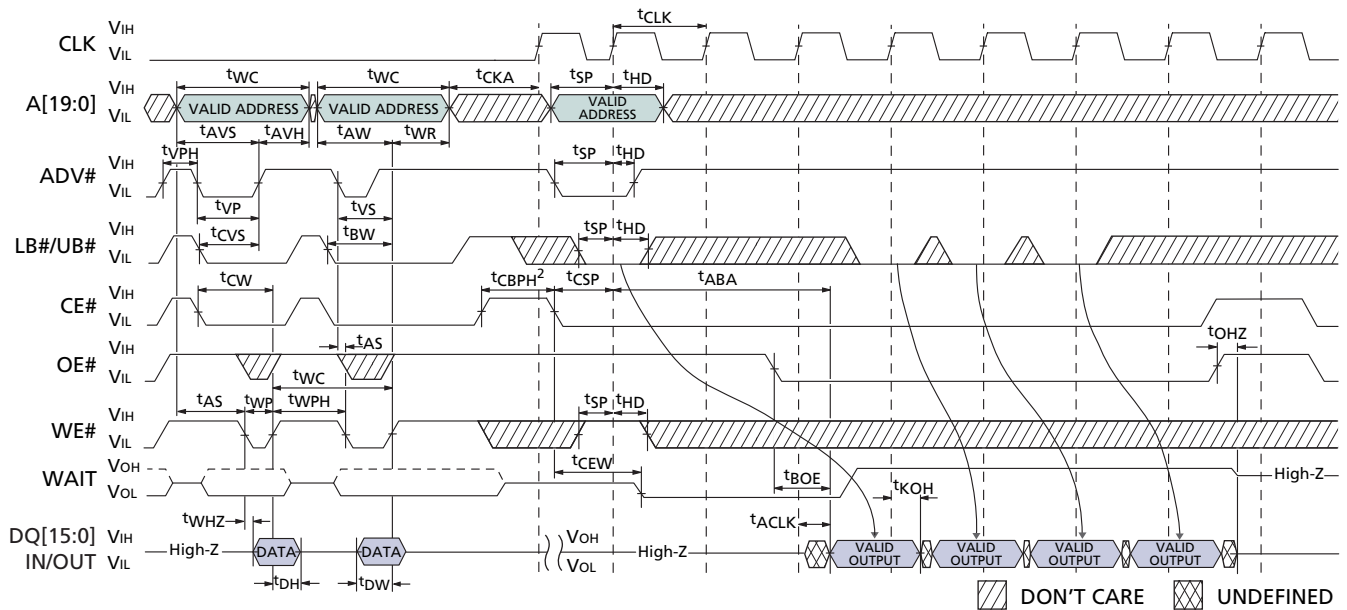 CLK VIH VIL tCLK
A[19:0] VIH VIL tWC tWC tCKA tSP tHD
VALID ADDRESS VALID ADDRESS VALID ADDRESS
tAVS tAVH tAW tWR
ADV# VIH VIL tVPH tSP tHD
tVP tVS
LB#/UB# VIH VIL tCVS tBW tSP tHD
CE# VIH VIL tCW tCBPH2 tCSP tABA
OE# VIH VIL tAS tOHZ
tWC
WE# VIH VIL tAS tWP tWPH tSP tHD
WAIT VOH VOL tCEW tBOE tKOH High-Z
tWHZ tACLK
DQ[15:0] IN/OUT VIH VIL High-Z DATA DATA VOH VOL High-Z VALID OUTPUT VALID OUTPUT VALID OUTPUT VALID OUTPUT
tDH tDW
DON'T CARE UNDEFINED